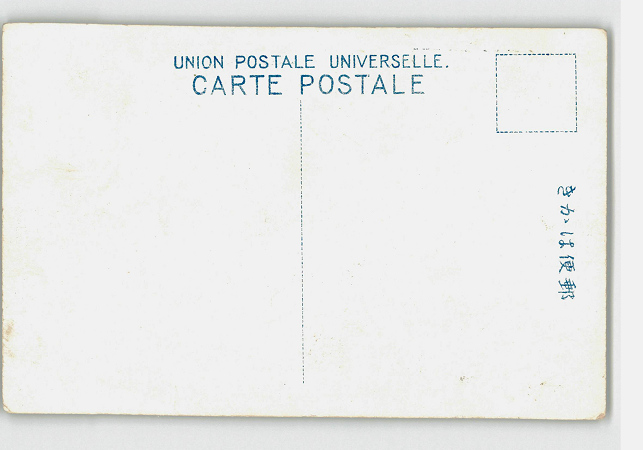 UNION POSTALE UNIVERSELLE.
CARTE POSTALE
きかは便郵